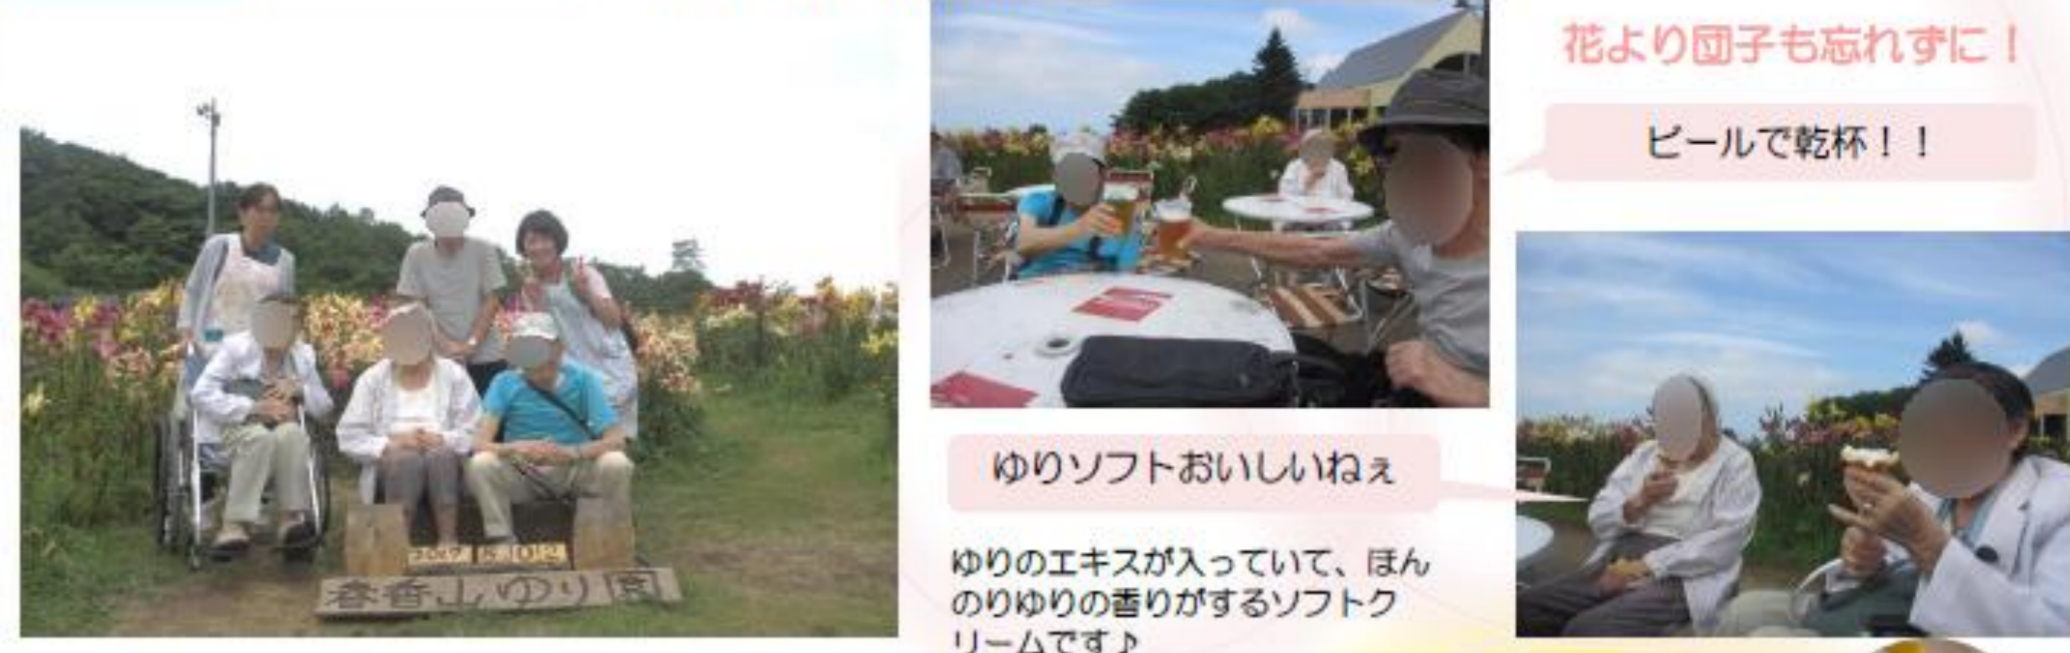 花より団子も忘れずに！
ビールで乾杯！！
ゆりソフトおいしいねぇ
ゆりのエキスが入っていて、ほん
のりゆりの香りがするソフトク
リームです♪
香山ゆり園